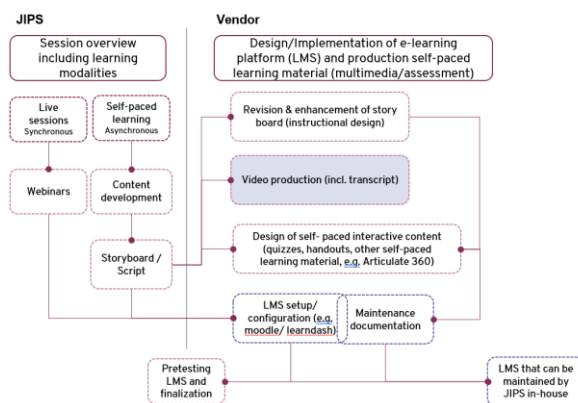 JIPS
Vendor
Session overview
including learning
modalities
Design/Implementation of e-learning
platform (LMS) and production self-paced
learning material (multimedia/assessment)
Live
sessions
Synchronous
Self-paced
learning
Asynchronous
Revision & enhancement of story
board (instructional design)
Webinars
Content
development
Video production (incl. transcript)
Storyboard /
Script
Design of self- paced interactive content
(quizzes, handouts, other self-paced
learning material, e.g. Articulate 360)
LMS setup/
configuration (e.g.
moodle/ learndash)
Maintenance
documentation
Pretesting
LMS and
finalization
LMS that can be
maintained by
JIPS in-house